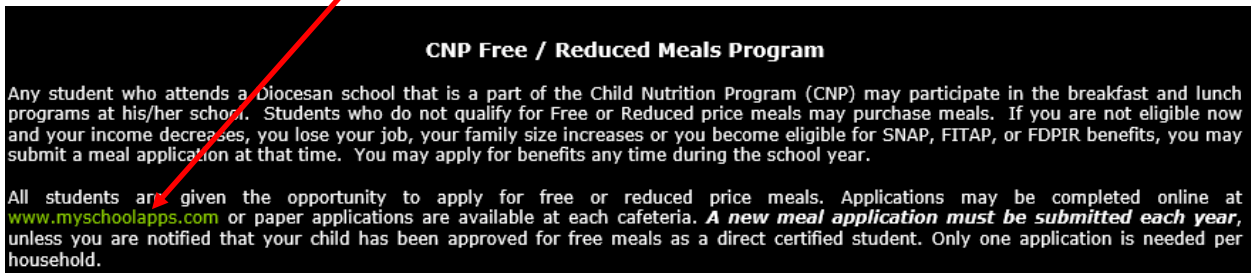 CNP Free / Reduced Meals Program
Any student who attends a Diocesan school that is a part of the Child Nutrition Program (CNP) may participate in the breakfast and lunch
programs at his/her school. Students who do not qualify for Free or Reduced price meals may purchase meals. If you are not eligible now
and your income decreases, you lose your job, your family size increases or you become eligible for SNAP, FITAP, or FDPIR benefits, you may
submit a meal application at that time. You may apply for benefits any time during the school year.
All students are given the opportunity to apply for free or reduced price meals. Applications may be completed online at
www.myschoolapps.com or paper applications are available at each cafeteria. A new meal application must be submitted each year,
unless you are notified that your child has been approved for free meals as a direct certified student. Only one application is needed per
household.